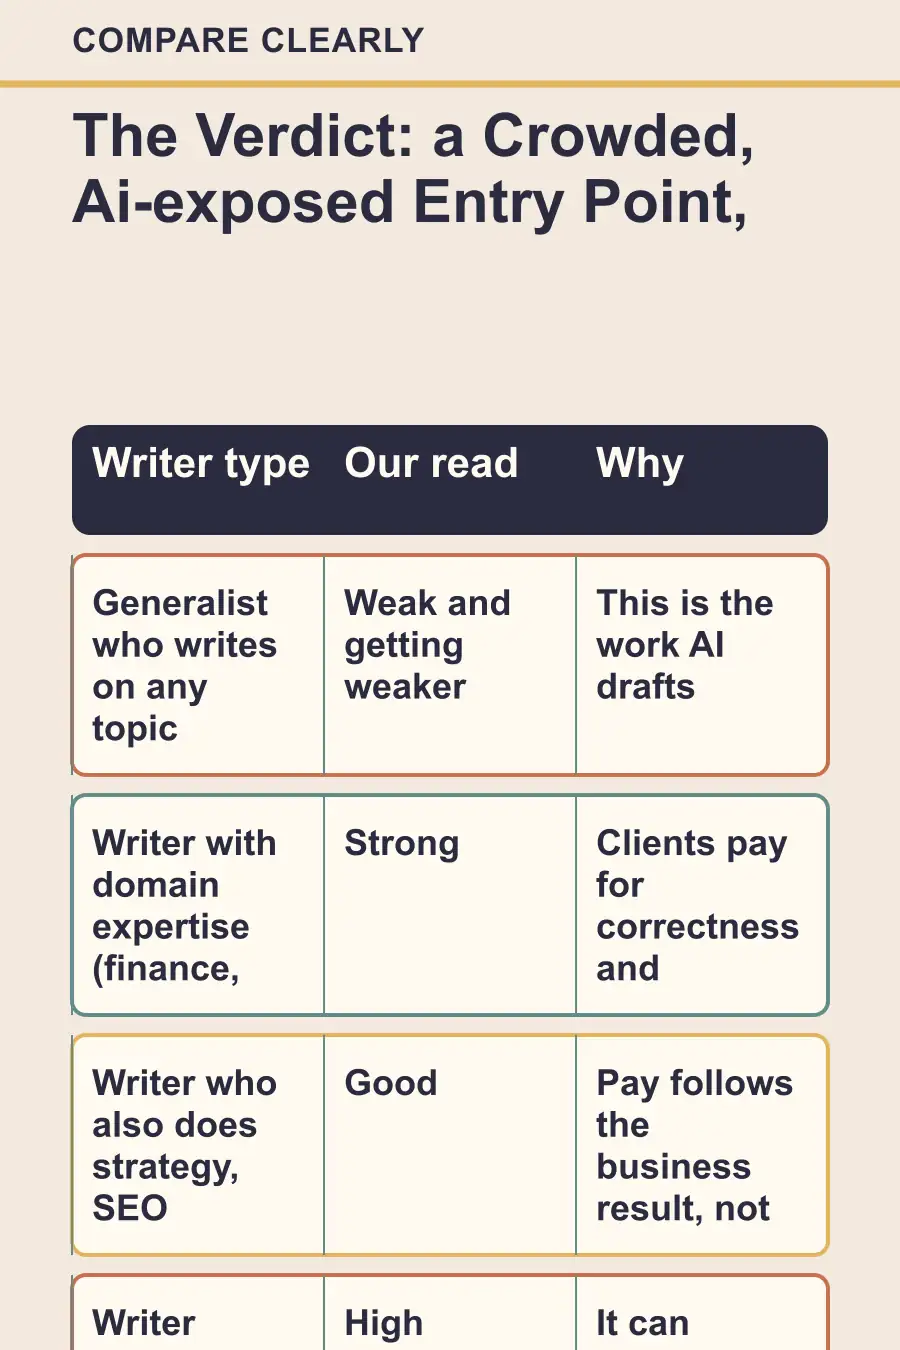 COMPARE CLEARLY
The Verdict: a Crowded,
Ai-exposed Entry Point,
Writer type Our read Why
Generalist
who writes
on any
topic
Weak and
getting
weaker
This is the
work AI
drafts
Writer with
domain
expertise
(finance,
Strong
Clients pay
for
correctness
and
Writer who
also does
strategy,
SEO
Good
Pay follows
the
business
result, not
Writer
High
It can